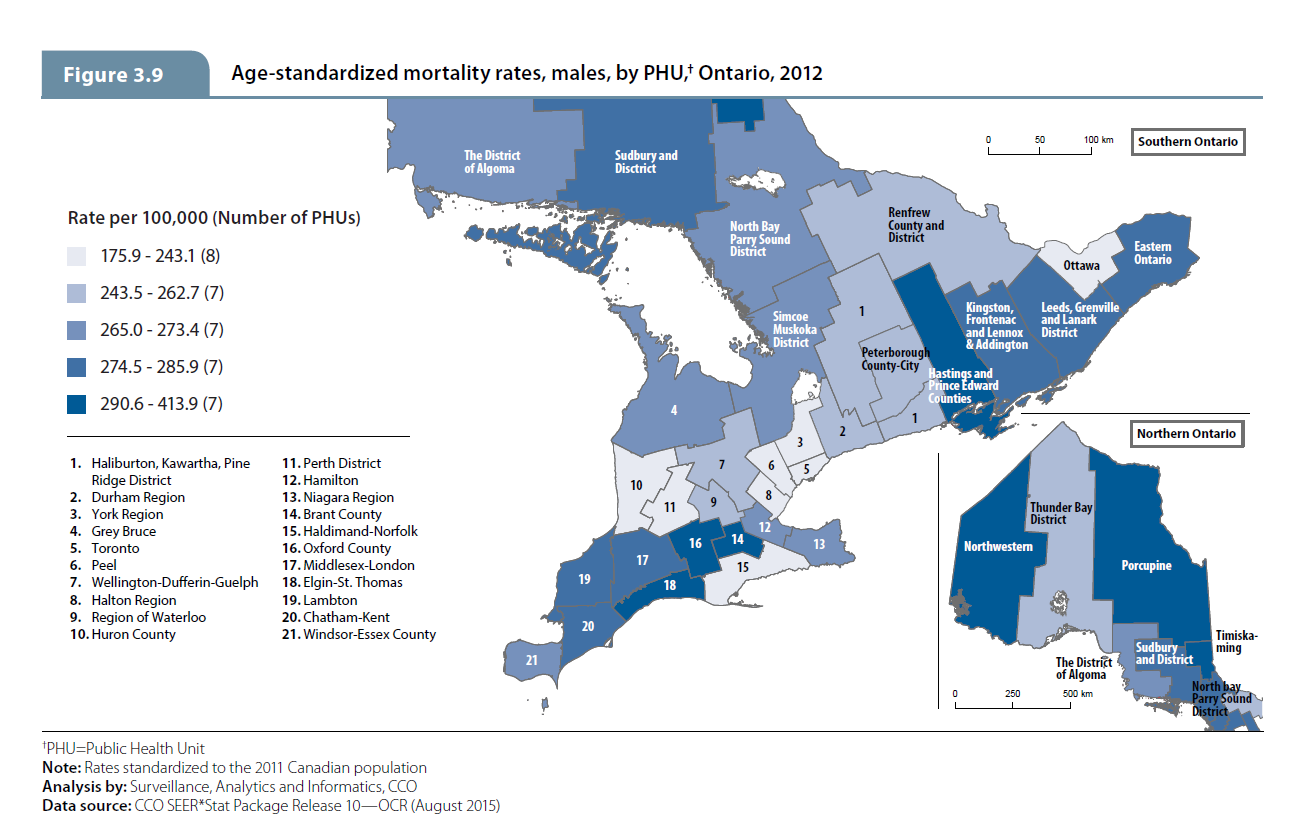 Figure 3.9
Age-standardized mortality rates, males, by PHU,† Ontario, 2012
0 50 100 km
Southern Ontario
Rate per 100,000 (Number of PHUs)
175.9 - 243.1 (8)
243.5 - 262.7 (7)
265.0 - 273.4 (7)
274.5 - 285.9 (7)
290.6 - 413.9 (7)
1. Haliburton, Kawartha, Pine
Ridge District
2. Durham Region
3. York Region
4. Grey Bruce
5. Toronto
6. Peel
7. Wellington-Dufferin-Guelph
8. Halton Region
9. Region of Waterloo
10. Huron County
11. Perth District
12. Hamilton
13. Niagara Region
14. Brant County
15. Haldimand-Norfolk
16. Oxford County
17. Middlesex-London
18. Elgin-St. Thomas
19. Lambton
20. Chatham-Kent
21. Windsor-Essex County
The District
of Algoma
Sudbury and
Disctrict
North Bay
Parry Sound
District
Renfrew
County and
District
Ottawa
Eastern
Ontario
Simcoe
Muskoka
District
1
Kingston,
Frontenac
and Lennox
& Addington
Leeds, Grenville
and Lanark
District
Peterborough
County-City
Hastings and
Prince Edward
Counties
4
1
2
3
7
6
5
10
9
8
11
12
13
16
14
17
15
19
18
20
21
Northern Ontario
Thunder Bay
District
Northwestern
Porcupine
Timiska-
ming
Sudbury
and District
The District
of Algoma
North bay
Parry Sound
District
0 250 500 km
†PHU=Public Health Unit
Note: Rates standardized to the 2011 Canadian population
Analysis by: Surveillance, Analytics and Informatics, CCO
Data source: CCO SEER*Stat Package Release 10—OCR (August 2015)